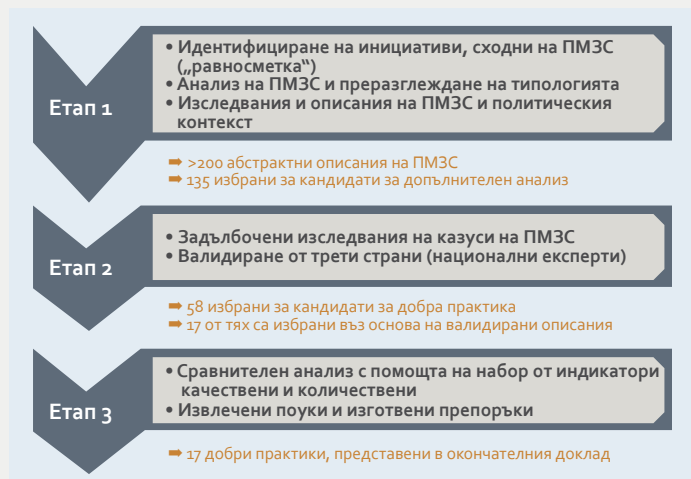 Етап 1
• Идентифициране на инициативи, сходни на ПМЗС
(„равносметка“)
• Анализ на ПМЗС и преразглеждане на типологията
• Изследвания и описания на ПМЗС и политическия
контекст
➡ >200 абстрактни описания на ПМЗС
➡ 135 избрани за кандидати за допълнителен анализ
Етап 2
• Задълбочени изследвания на казуси на ПМЗС
• Валидиране от трети страни (национални експерти)
➡ 58 избрани за кандидати за добра практика
➡ 17 от тях са избрани въз основа на валидирани описания
Етап 3
• Сравнителен анализ с помощта на набор от индикатори
качествени и количествени
• Извлечени поуки и изготвени препоръки
➡ 17 добри практики, представени в окончателния доклад